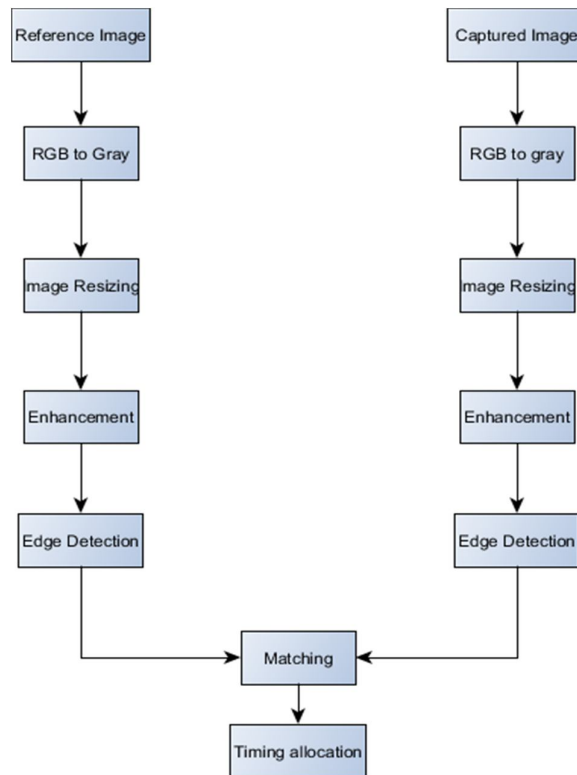 Reference Image
Captured Image
RGB to Gray
RGB to gray
Image Resizing
Image Resizing
Enhancement
Enhancement
Edge Detection
Edge Detection
Matching
Timing allocation